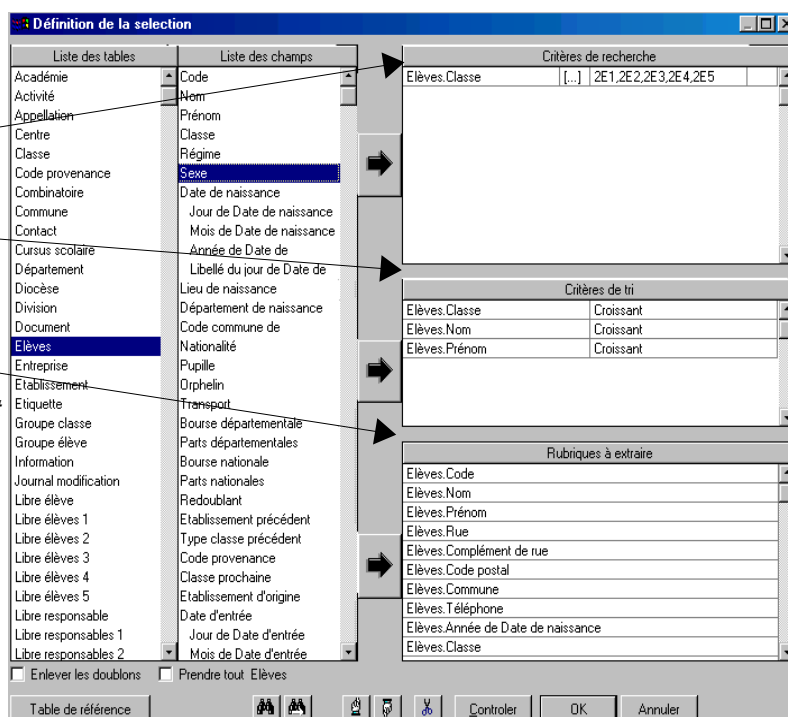 Définition de la selection
Liste des tables
Académie
Activité
Appellation
Centre
Classe
Code provenance
Combinatoire
Commune
Contact
Cursus scolaire
Département
Diocèse
Division
Document
Elèves
Entreprise
Etablissement
Etiquette
Groupe classe
Groupe élève
Information
Journal modification
Libre élève
Libre élèves 1
Libre élèves 2
Libre élèves 3
Libre élèves 4
Libre élèves 5
Libre responsable
Libre responsables 1
Libre responsables 2
Liste des champs
Code
Nom
Prénom
Classe
Régime
Sexe
Date de naissance
Jour de Date de naissance
Mois de Date de naissance
Année de Date de
Libellé du jour de Date de
Lieu de naissance
Département de naissance
Code commune de
Nationalité
Pupille
Orphelin
Transport
Bourse départementale
Parts départementales
Bourse nationale
Parts nationales
Redoublant
Etablissement précédent
Type classe précédent
Code provenance
Classe prochaine
Etablissement d'origine
Date d'entrée
Jour de Date d'entrée
Mois de Date d'entrée
Critères de recherche
Elèves.Classe [...] 2E1,2E2,2E3,2E4,2E5
Critères de tri
Elèves.Classe Croissant
Elèves.Nom Croissant
Elèves.Prénom Croissant
Rubriques à extraire
Elèves.Code
Elèves.Nom
Elèves.Prénom
Elèves.Rue
Elèves.Complément de rue
Elèves.Code postal
Elèves.Commune
Elèves.Téléphone
Elèves.Année de Date de naissance
Elèves.Classe
Enlever les doublons Prendre tout Elèves
Table de référence Controler OK Annuler